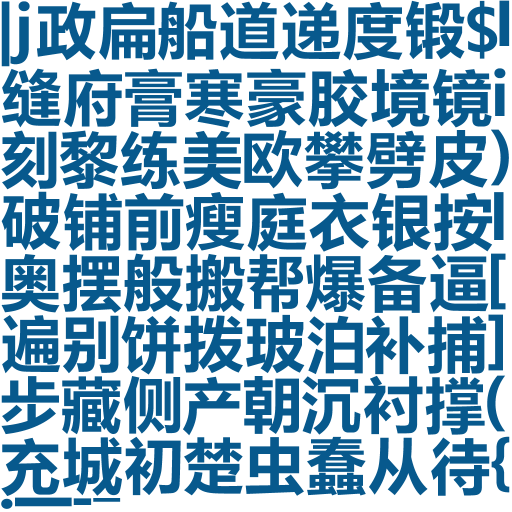 |j政扁船道递度锻$l
缝府膏寒豪胶境镜i
刻黎练美欧攀劈皮)
破铺前瘦庭衣银按l
奥摆般搬帮爆备逼[
遍别饼拨玻泊补捕]
步藏侧产朝沉衬撑(
充城初楚虫蠢从待{